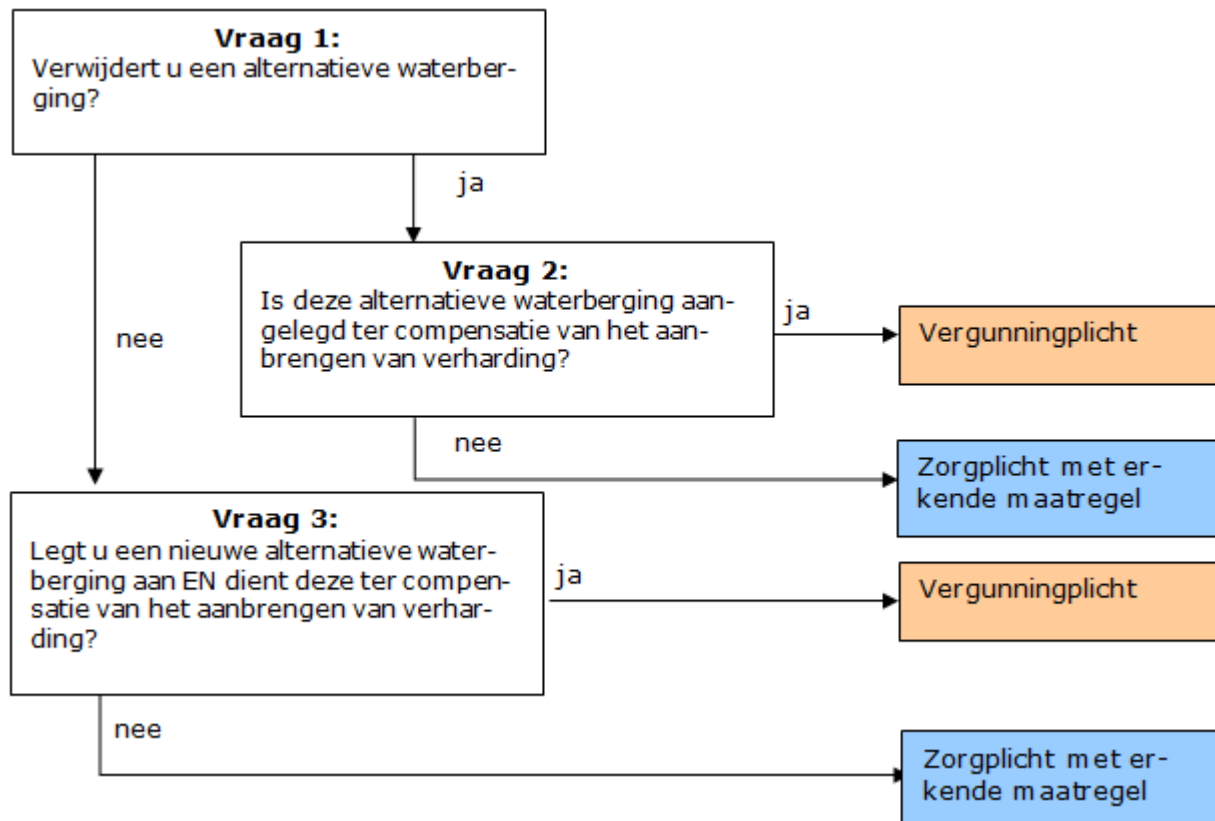 Vraag 1:
Verwijdert u een alternatieve waterber-
ging?
ja
nee
Vraag 2:
Is deze alternatieve waterberging aan-
gelegd ter compensatie van het aan-
brengen van verharding?
ja
Vergunningplicht
nee
Zorgplicht met er-
kende maatregel
Vraag 3:
Legt u een nieuwe alternatieve water-
berging aan EN dient deze ter compen-
satie van het aanbrengen van verhar-
ding?
ja
Vergunningplicht
nee
Zorgplicht met er-
kende maatregel